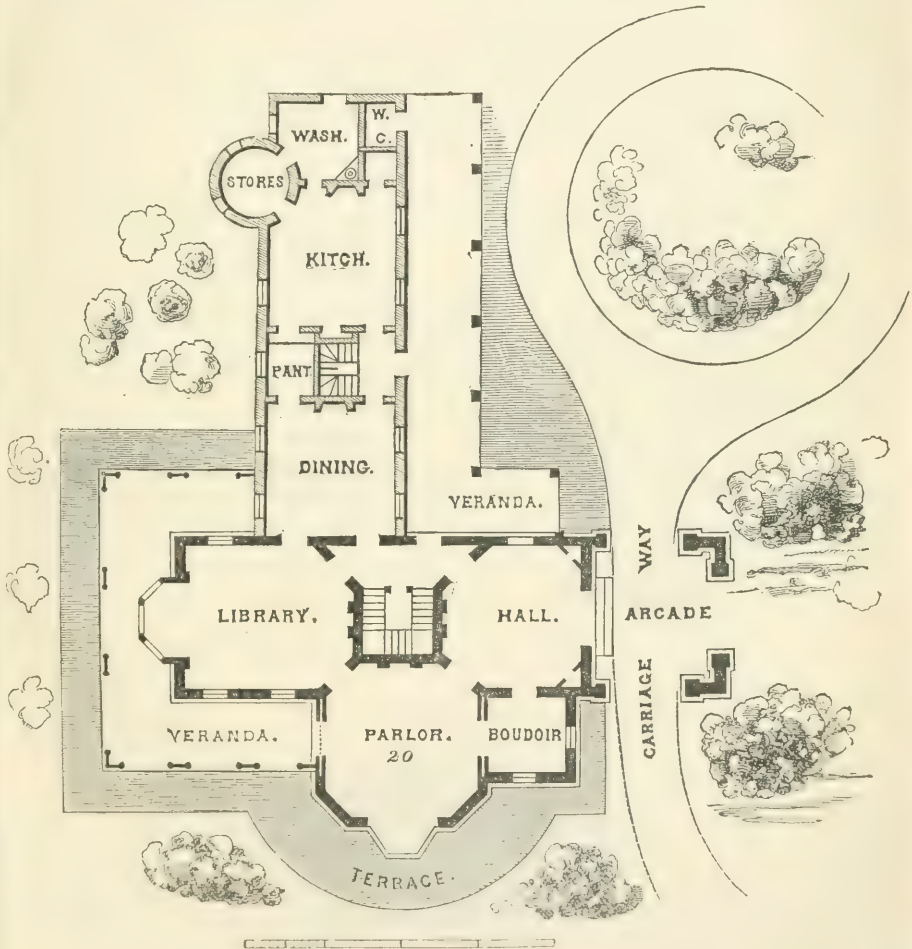 W.
C.
WASH.
STORES
KITCH.
PANT.
DINING.
VERANDA.
CARRIAGE WAY
LIBRARY.
HALL.
ARCADE
VERANDA.
PARLOR.
20
BOUDOIR
TERRACE.